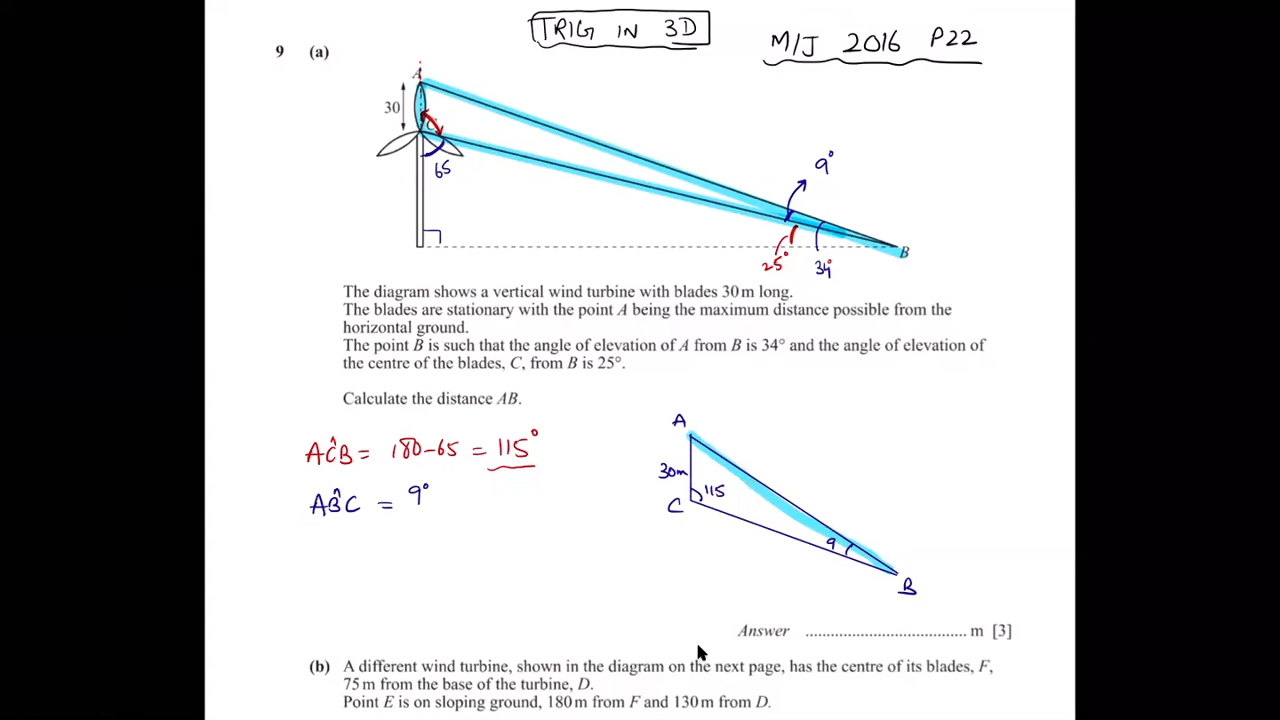 TRIG IN 3D
M/J 2016 P22
9 (a)
A
30
C
65
9°
25°
34°
B
The diagram shows a vertical wind turbine with blades 30 m long.
The blades are stationary with the point A being the maximum distance possible from the
horizontal ground.
The point B is such that the angle of elevation of A from B is 34° and the angle of elevation of
the centre of the blades, C, from B is 25°.
Calculate the distance AB.
AĈB = 180-65 = 115°
AB̂C = 9°
A
30m
115
C
9
B
Answer ........................................ m [3]
(b) A different wind turbine, shown in the diagram on the next page, has the centre of its blades, F,
75 m from the base of the turbine, D.
Point E is on sloping ground, 180 m from F and 130 m from D.